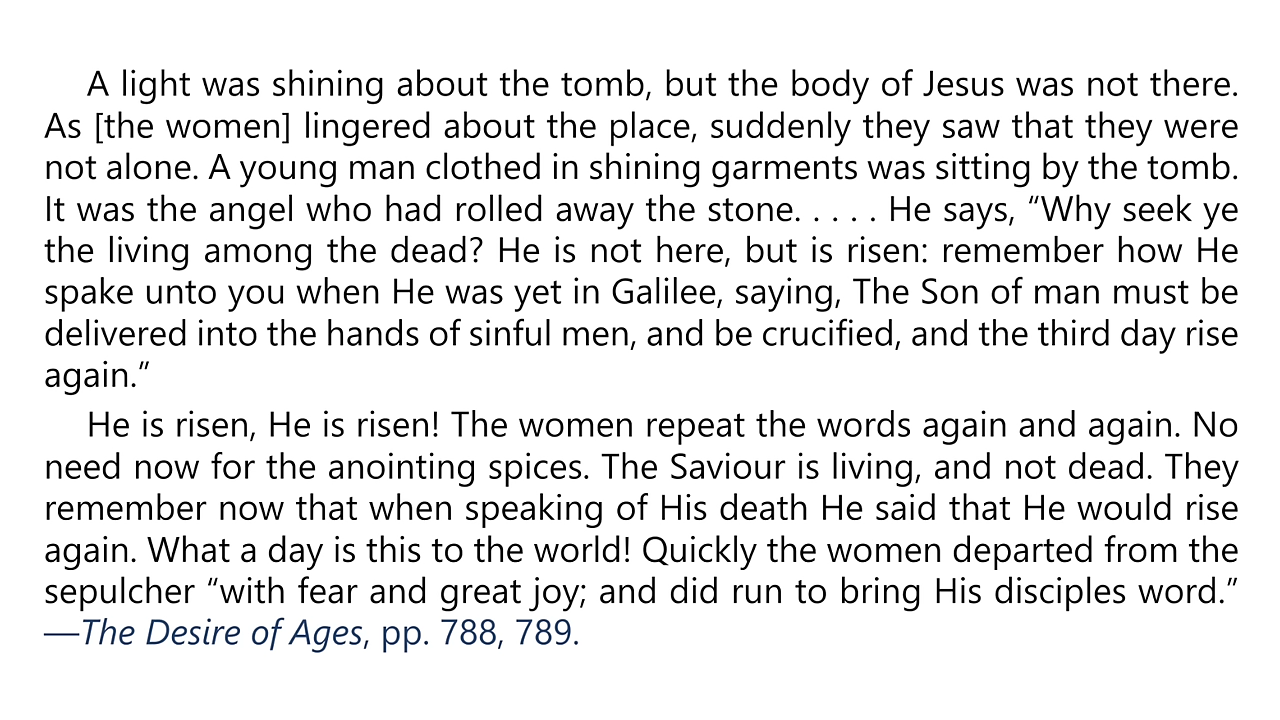 A light was shining about the tomb, but the body of Jesus was not there.
As [the women] lingered about the place, suddenly they saw that they were
not alone. A young man clothed in shining garments was sitting by the tomb.
It was the angel who had rolled away the stone. . . . . He says, “Why seek ye
the living among the dead? He is not here, but is risen: remember how He
spake unto you when He was yet in Galilee, saying, The Son of man must be
delivered into the hands of sinful men, and be crucified, and the third day rise
again.”
He is risen, He is risen! The women repeat the words again and again. No
need now for the anointing spices. The Saviour is living, and not dead. They
remember now that when speaking of His death He said that He would rise
again. What a day is this to the world! Quickly the women departed from the
sepulcher “with fear and great joy; and did run to bring His disciples word.”
—The Desire of Ages, pp. 788, 789.